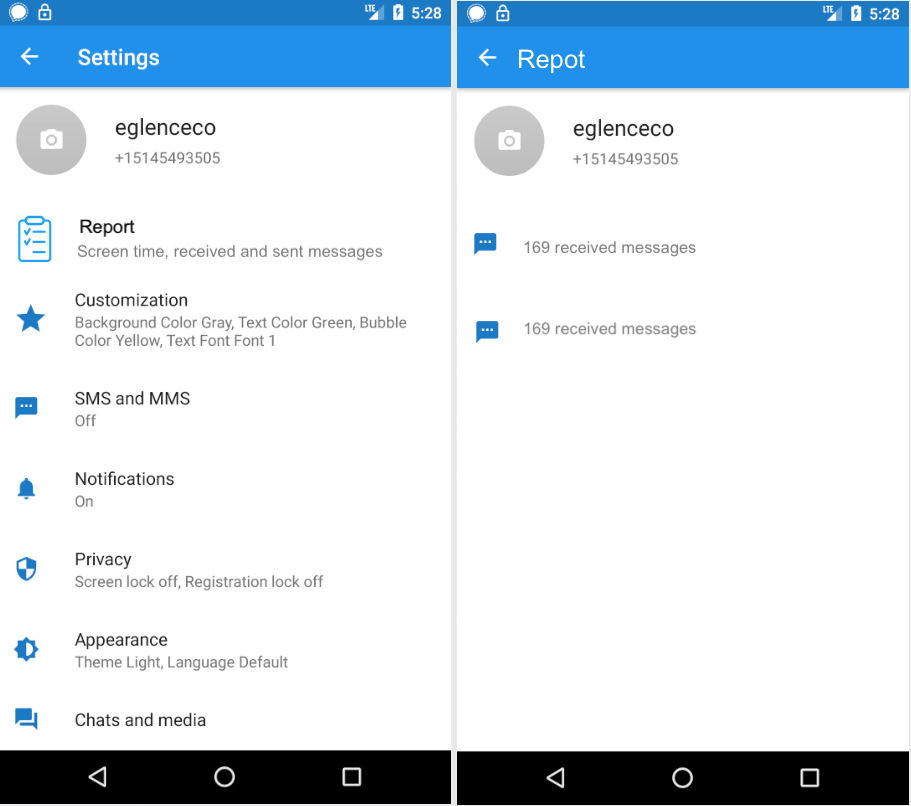 LTE 5:28
Settings
eglenceco
+15145493505
Report
Screen time, received and sent messages
Customization
Background Color Gray, Text Color Green, Bubble
Color Yellow, Text Font Font 1
SMS and MMS
Off
Notifications
On
Privacy
Screen lock off, Registration lock off
Appearance
Theme Light, Language Default
Chats and media
LTE 5:28
Repot
eglenceco
+15145493505
169 received messages
169 received messages